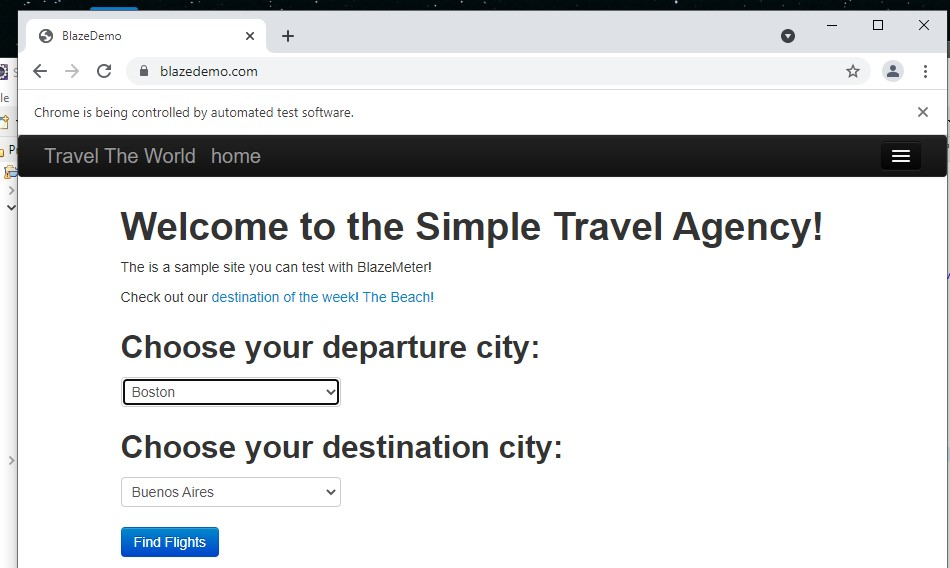 BlazeDemo
blazedemo.com
Chrome is being controlled by automated test software.
Travel The World home
Welcome to the Simple Travel Agency!
The is a sample site you can test with BlazeMeter!
Check out our destination of the week! The Beach!
Choose your departure city:
Boston
Choose your destination city:
Buenos Aires
Find Flights